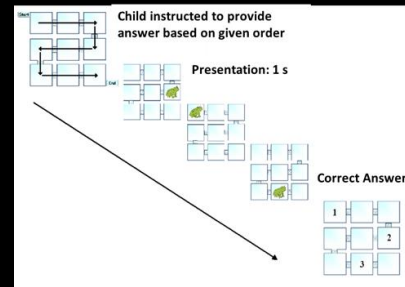 Start
Child instructed to provide
answer based on given order
End
Presentation: 1 s
Correct Answer
1
2
3